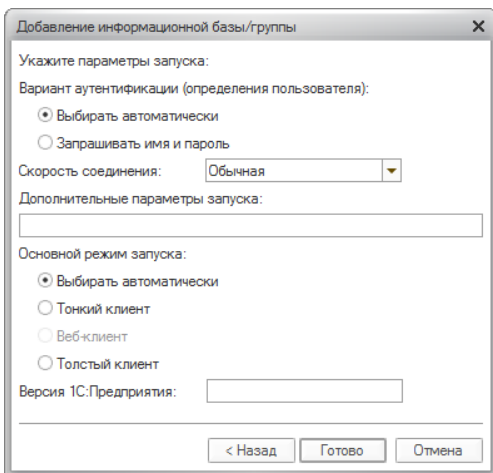 Добавление информационной базы/группы
Укажите параметры запуска:
Вариант аутентификации (определения пользователя):
Выбирать автоматически
Запрашивать имя и пароль
Скорость соединения: Обычная
Дополнительные параметры запуска:
Основной режим запуска:
Выбирать автоматически
Тонкий клиент
Веб-клиент
Толстый клиент
Версия 1С:Предприятия:
< Назад Готово Отмена